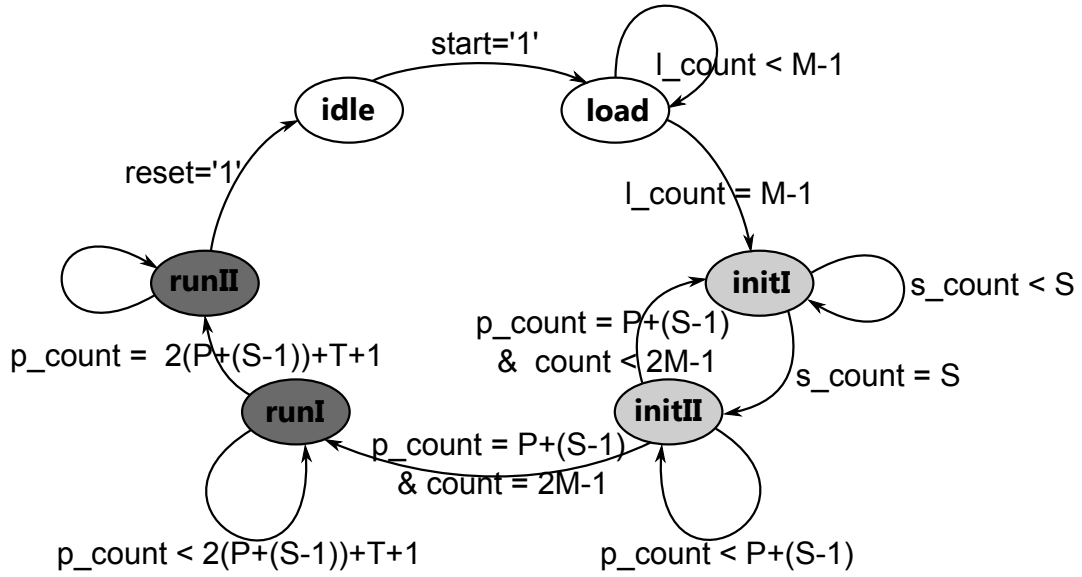 start='1'
l_count < M-1
idle
load
reset='1'
l_count = M-1
runII
initI
s_count < S
p_count = P+(S-1)
& count < 2M-1
p_count = 2(P+(S-1))+T+1
s_count = S
runI
initII
p_count = P+(S-1)
& count = 2M-1
p_count < 2(P+(S-1))+T+1
p_count < P+(S-1)